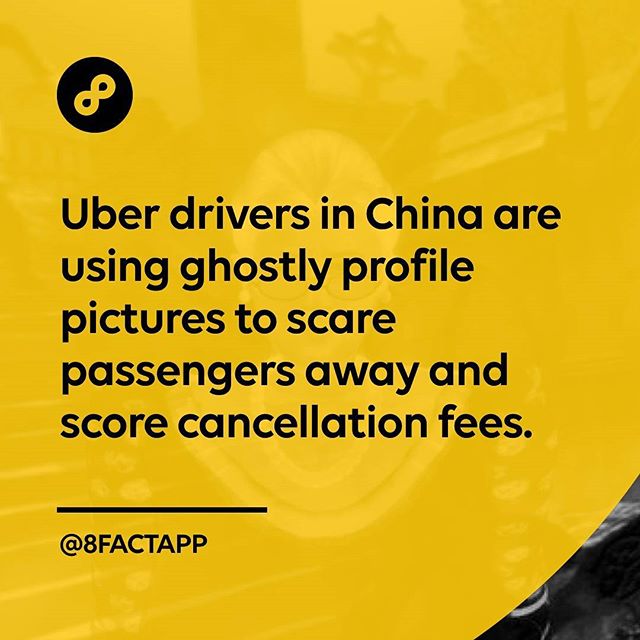 Uber drivers in China are
using ghostly profile
pictures to scare
passengers away and
score cancellation fees.
@8FACTAPP